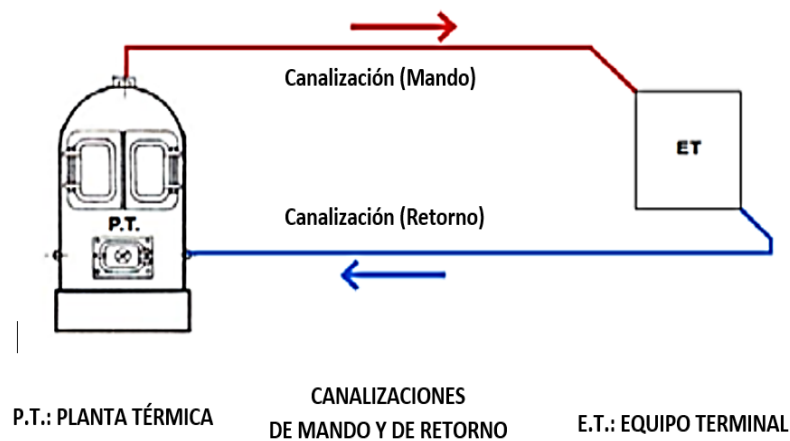 Canalización (Mando)
ET
Canalización (Retorno)
P.T.
P.T.: PLANTA TÉRMICA
CANALIZACIONES
DE MANDO Y DE RETORNO
E.T.: EQUIPO TERMINAL